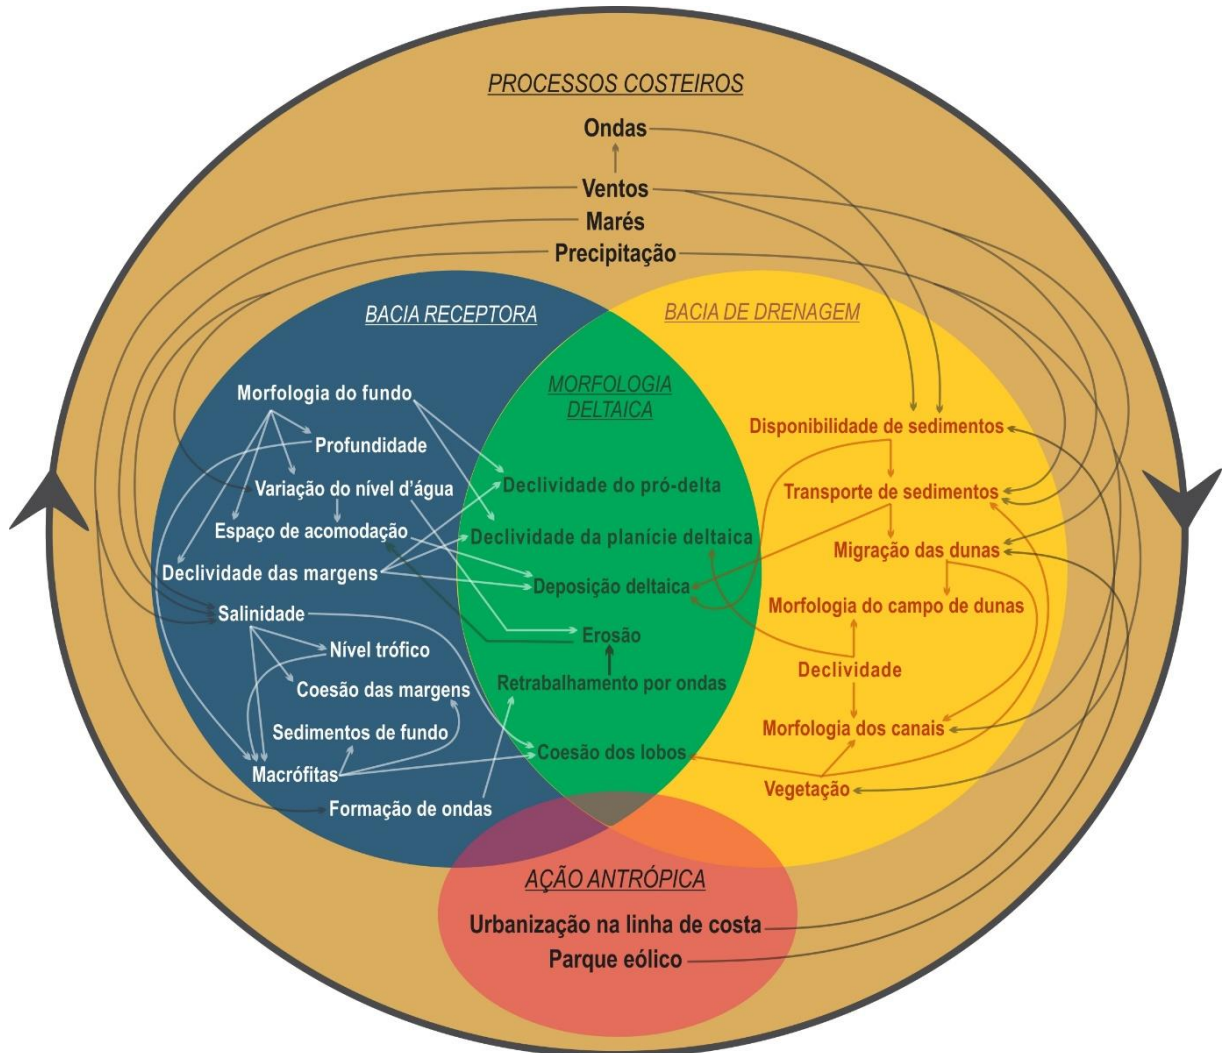 PROCESSOS COSTEIROS
Ondas
Ventos
Marés
Precipitação
BACIA RECEPTORA
Morfologia do fundo
Profundidade
Variação do nível d'água
Espaço de acomodação
Declividade das margens
Salinidade
Nível trófico
Coesão das margens
Sedimentos de fundo
Macrófitas
Formação de ondas
MORFOLOGIA
DELTAICA
Declividade do pró-delta
Declividade da planície deltaica
Deposição deltaica
Erosão
Retrabalhamento por ondas
Coesão dos lobos
BACIA DE DRENAGEM
Disponibilidade de sedimentos
Transporte de sedimentos
Migração das dunas
Morfologia do campo de dunas
Declividade
Morfologia dos canais
Vegetação
AÇÃO ANTRÓPICA
Urbanização na linha de costa
Parque eólico